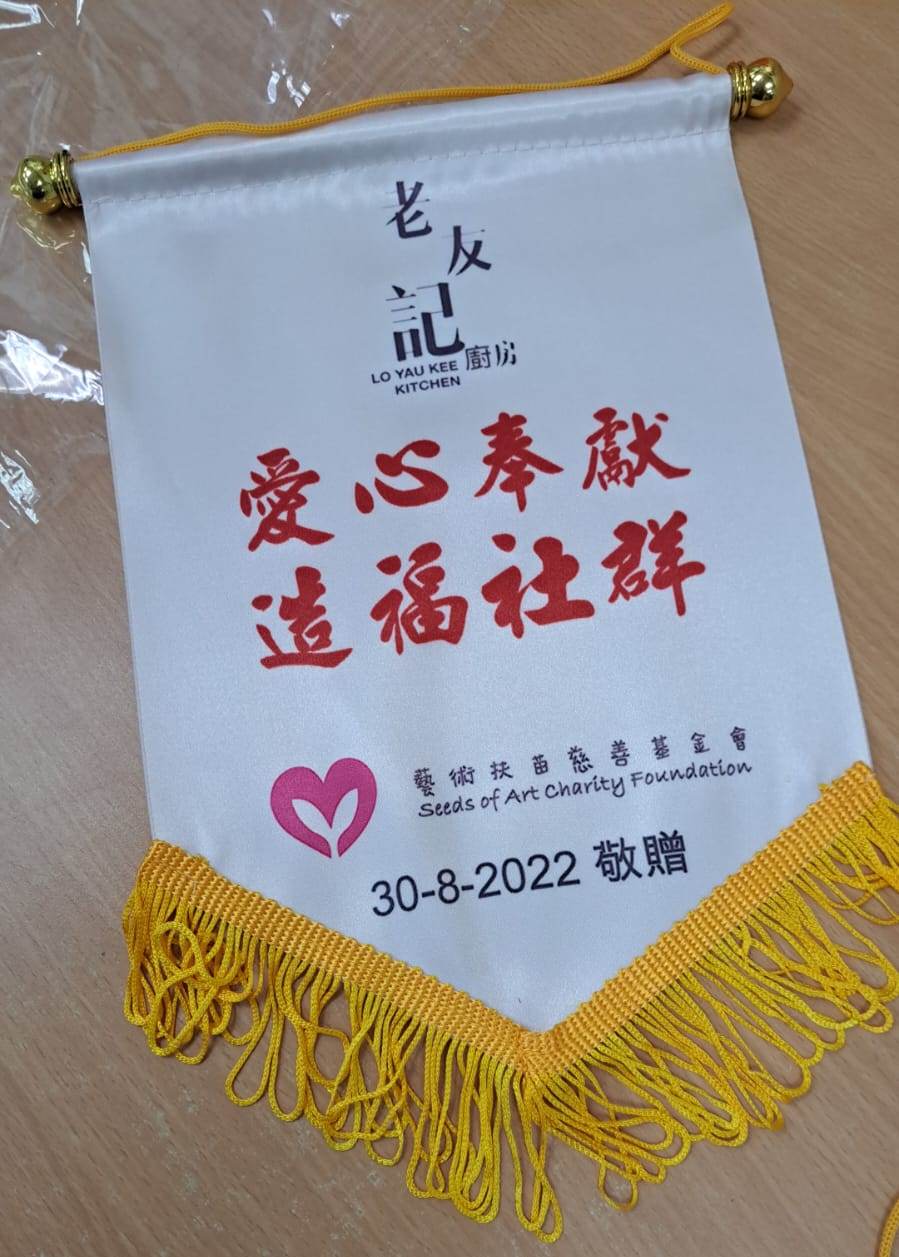 老友記
廚房
LO YAU KEE
KITCHEN
愛心奉獻
造福社群
藝術扶苗慈善基金會
Seeds of Art Charity Foundation
30-8-2022 敬贈